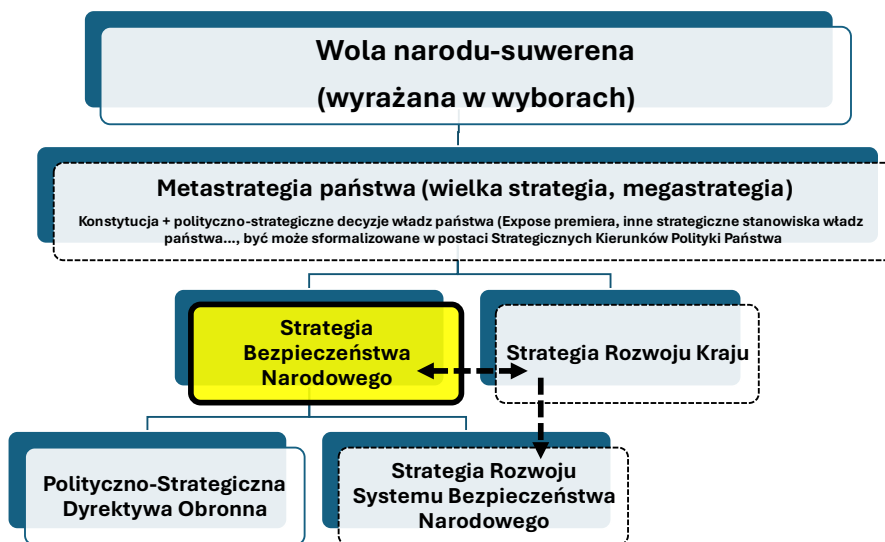 Wola narodu-suwerena
(wyrażana w wyborach)
Metastrategia państwa (wielka strategia, megastrategia)
Konstytucja + polityczno-strategiczne decyzje władz państwa (Expose premiera, inne strategiczne stanowiska władz
państwa…, być może sformalizowane w postaci Strategicznych Kierunków Polityki Państwa
Strategia
Bezpieczeństwa
Narodowego
Strategia Rozwoju Kraju
Polityczno-Strategiczna
Dyrektywa Obronna
Strategia Rozwoju
Systemu Bezpieczeństwa
Narodowego